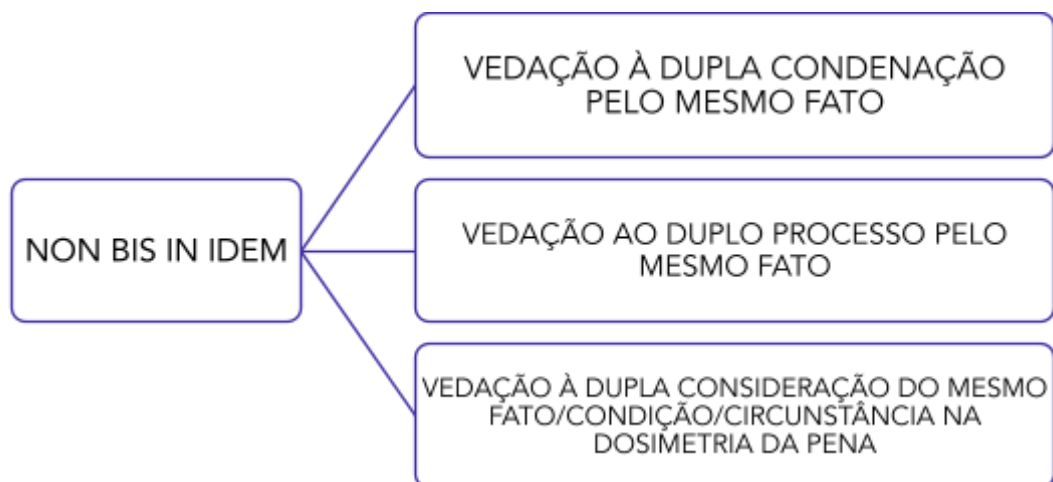 NON BIS IN IDEM
VEDAÇÃO À DUPLA CONDENAÇÃO
PELO MESMO FATO
VEDAÇÃO AO DUPLO PROCESSO PELO
MESMO FATO
VEDAÇÃO À DUPLA CONSIDERAÇÃO DO MESMO
FATO/CONDIÇÃO/CIRCUNSTÂNCIA NA
DOSIMETRIA DA PENA